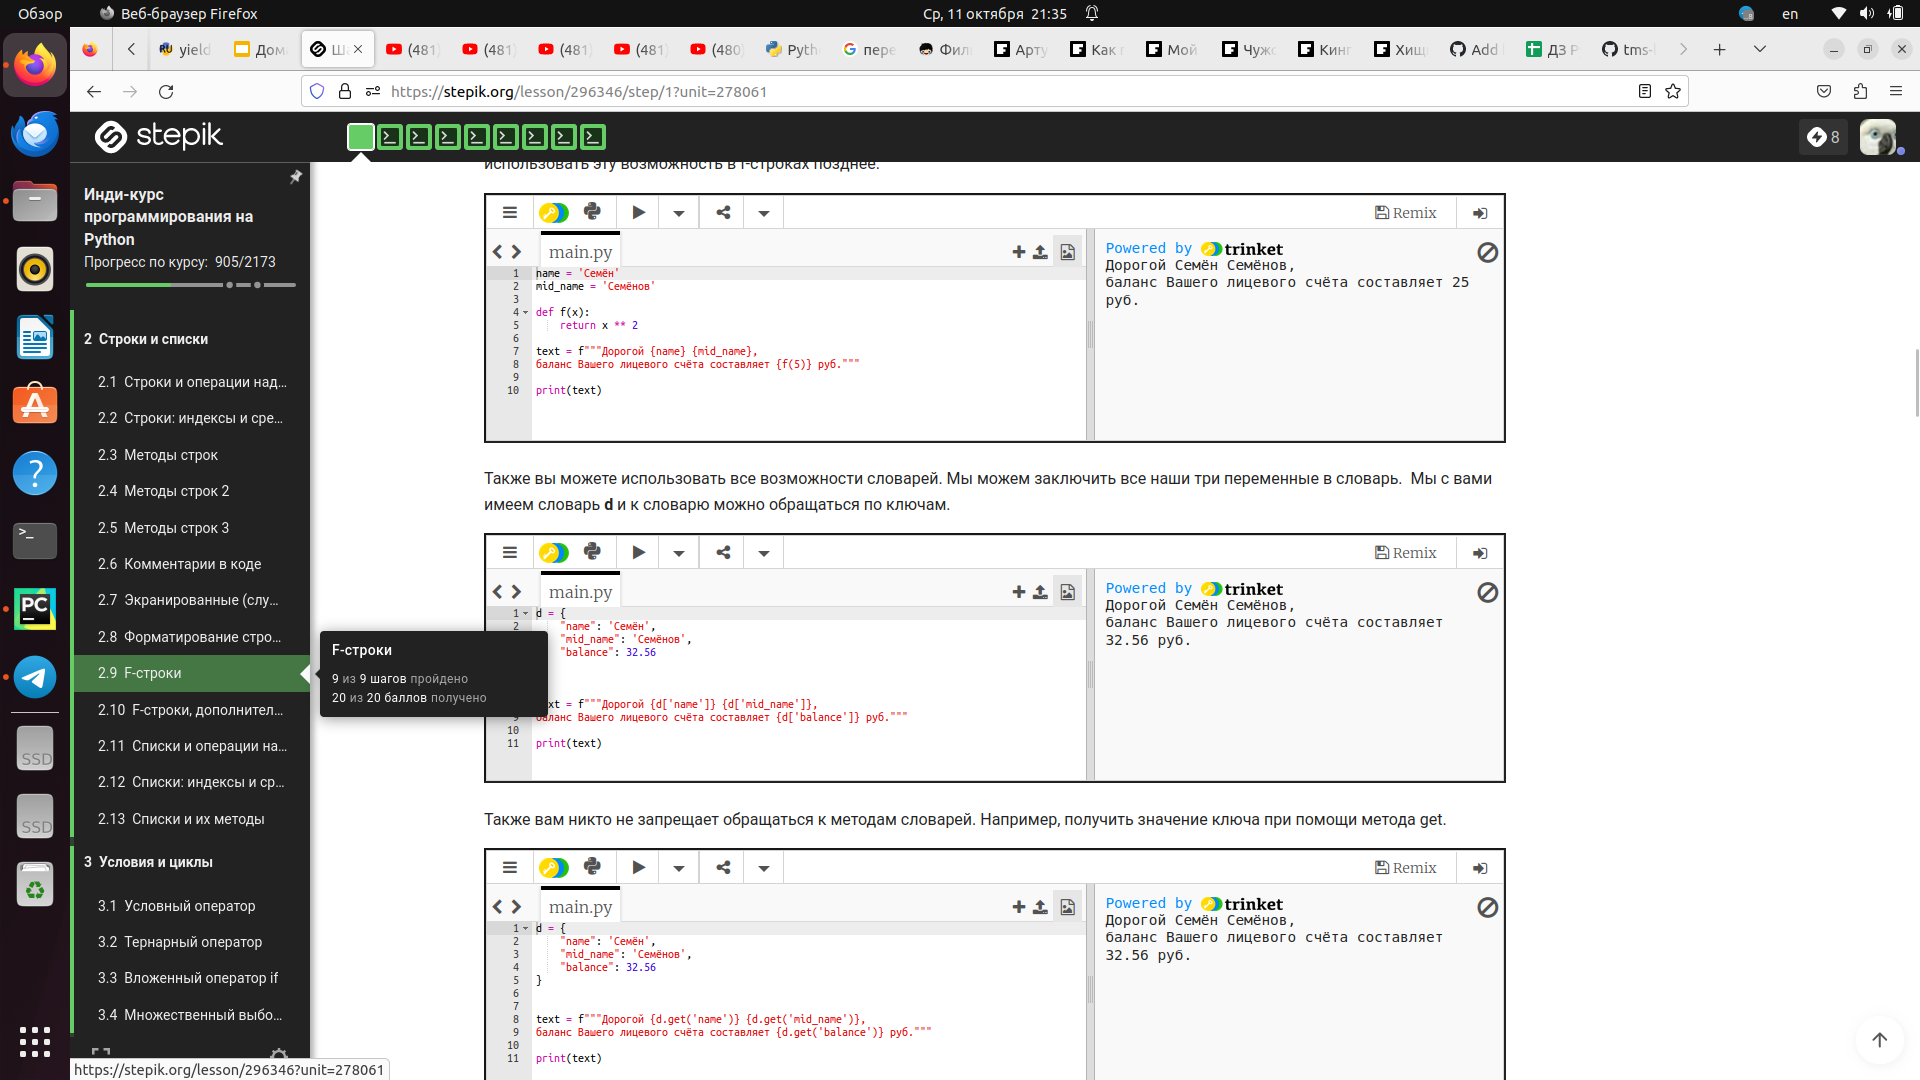 Обзор
Веб-браузер Firefox
Ср, 11 октября 21:35
en
yield
Дома
Ша
(481)
(481)
(481)
(481)
(480)
Pyth
пере
Фил
Арту
Как
Мой
Чуж
Кинг
Хищ
Add
ДЗ P
tms-
https://stepik.org/lesson/296346/step/1?unit=278061
stepik
8
Инди-курс
программирования на
Python
Прогресс по курсу: 905/2173
2 Строки и списки
2.1 Строки и операции над...
2.2 Строки: индексы и сре...
2.3 Методы строк
2.4 Методы строк 2
2.5 Методы строк 3
2.6 Комментарии в коде
2.7 Экранированные (слу...
2.8 Форматирование стро...
2.9 F-строки
2.10 F-строки, дополнител...
2.11 Списки и операции на...
2.12 Списки: индексы и ср...
2.13 Списки и их методы
3 Условия и циклы
3.1 Условный оператор
3.2 Тернарный оператор
3.3 Вложенный оператор if
3.4 Множественный выбо...
F-строки
9 из 9 шагов пройдено
20 из 20 баллов получено
SSD
SSD
https://stepik.org/lesson/296346?unit=278061
использовать эту возможность в f-строках позднее.
Remix
main.py
1 name = 'Семён'
2 mid_name = 'Семёнов'
3
4 def f(x):
5 return x ** 2
6
7 text = f"""Дорогой {name} {mid_name},
8 баланс Вашего лицевого счёта составляет {f(5)} руб."""
9
10 print(text)
Powered by trinket
Дорогой Семён Семёнов,
баланс Вашего лицевого счёта составляет 25
руб.
Также вы можете использовать все возможности словарей. Мы можем заключить все наши три переменные в словарь. Мы с вами
имеем словарь d и к словарю можно обращаться по ключам.
Remix
main.py
1 d = {
2 "name": 'Семён',
"mid_name": 'Семёнов',
"balance": 32.56
xt = f"""Дорогой {d['name']} {d['mid_name']},
9 баланс Вашего лицевого счёта составляет {d['balance']} руб."""
10
11 print(text)
Powered by trinket
Дорогой Семён Семёнов,
баланс Вашего лицевого счёта составляет
32.56 руб.
Также вам никто не запрещает обращаться к методам словарей. Например, получить значение ключа при помощи метода get.
Remix
main.py
1 d = {
2 "name": 'Семён',
3 "mid_name": 'Семёнов',
4 "balance": 32.56
5 }
6
7
8 text = f"""Дорогой {d.get('name')} {d.get('mid_name')},
9 баланс Вашего лицевого счёта составляет {d.get('balance')} руб."""
10
11 print(text)
Powered by trinket
Дорогой Семён Семёнов,
баланс Вашего лицевого счёта составляет
32.56 руб.